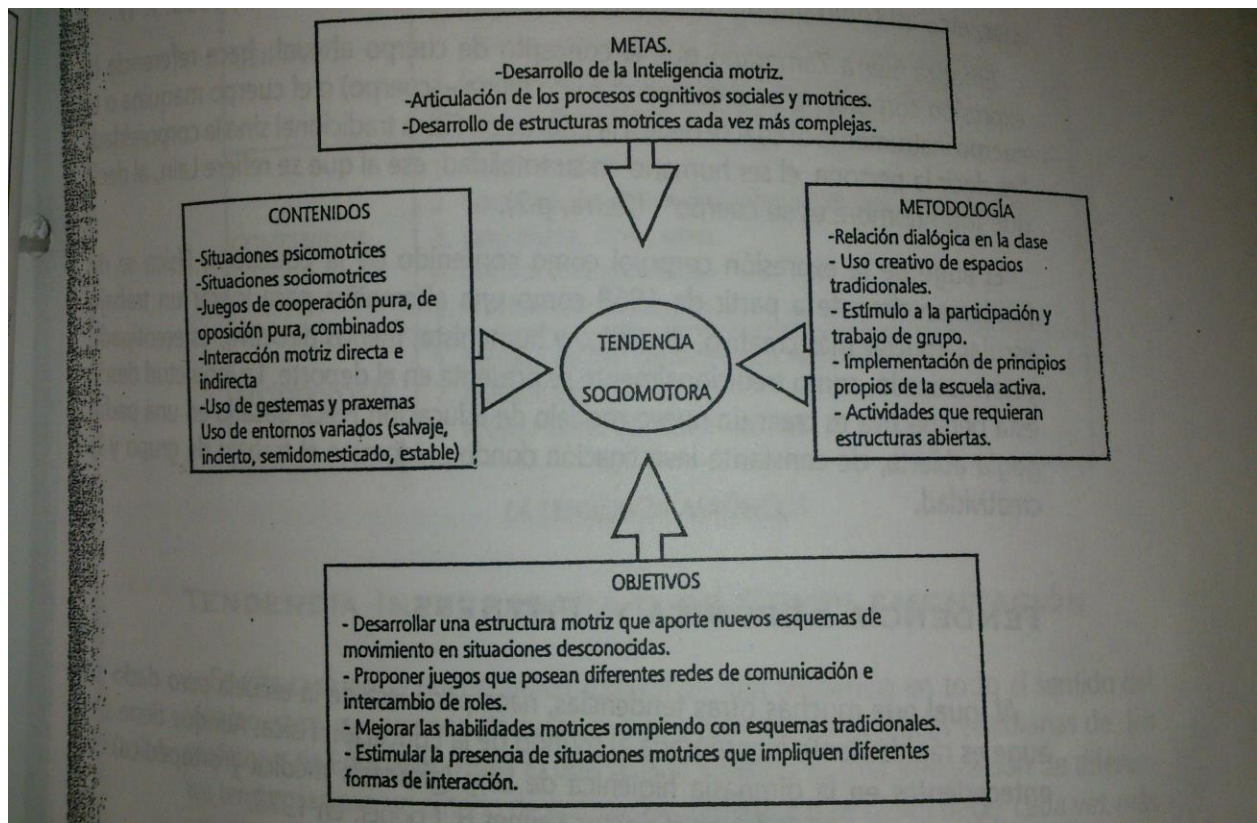 METAS.
-Desarrollo de la Inteligencia motriz.
-Articulación de los procesos cognitivos sociales y motrices.
-Desarrollo de estructuras motrices cada vez más complejas.
CONTENIDOS
-Situaciones psicomotrices
-Situaciones sociomotrices
-Juegos de cooperación pura, de
oposición pura, combinados
-Interacción motriz directa e
indirecta
-Uso de gestemas y praxemas
Uso de entornos variados (salvaje,
incierto, semidomesticado, estable)
TENDENCIA
SOCIOMOTORA
METODOLOGÍA
-Relación dialógica en la clase
- Uso creativo de espacios
tradicionales.
- Estímulo a la participación y
trabajo de grupo.
- Implementación de principios
propios de la escuela activa.
- Actividades que requieran
estructuras abiertas.
OBJETIVOS
- Desarrollar una estructura motriz que aporte nuevos esquemas de
movimiento en situaciones desconocidas.
- Proponer juegos que posean diferentes redes de comunicación e
intercambio de roles.
- Mejorar las habilidades motrices rompiendo con esquemas tradicionales.
- Estimular la presencia de situaciones motrices que impliquen diferentes
formas de interacción.